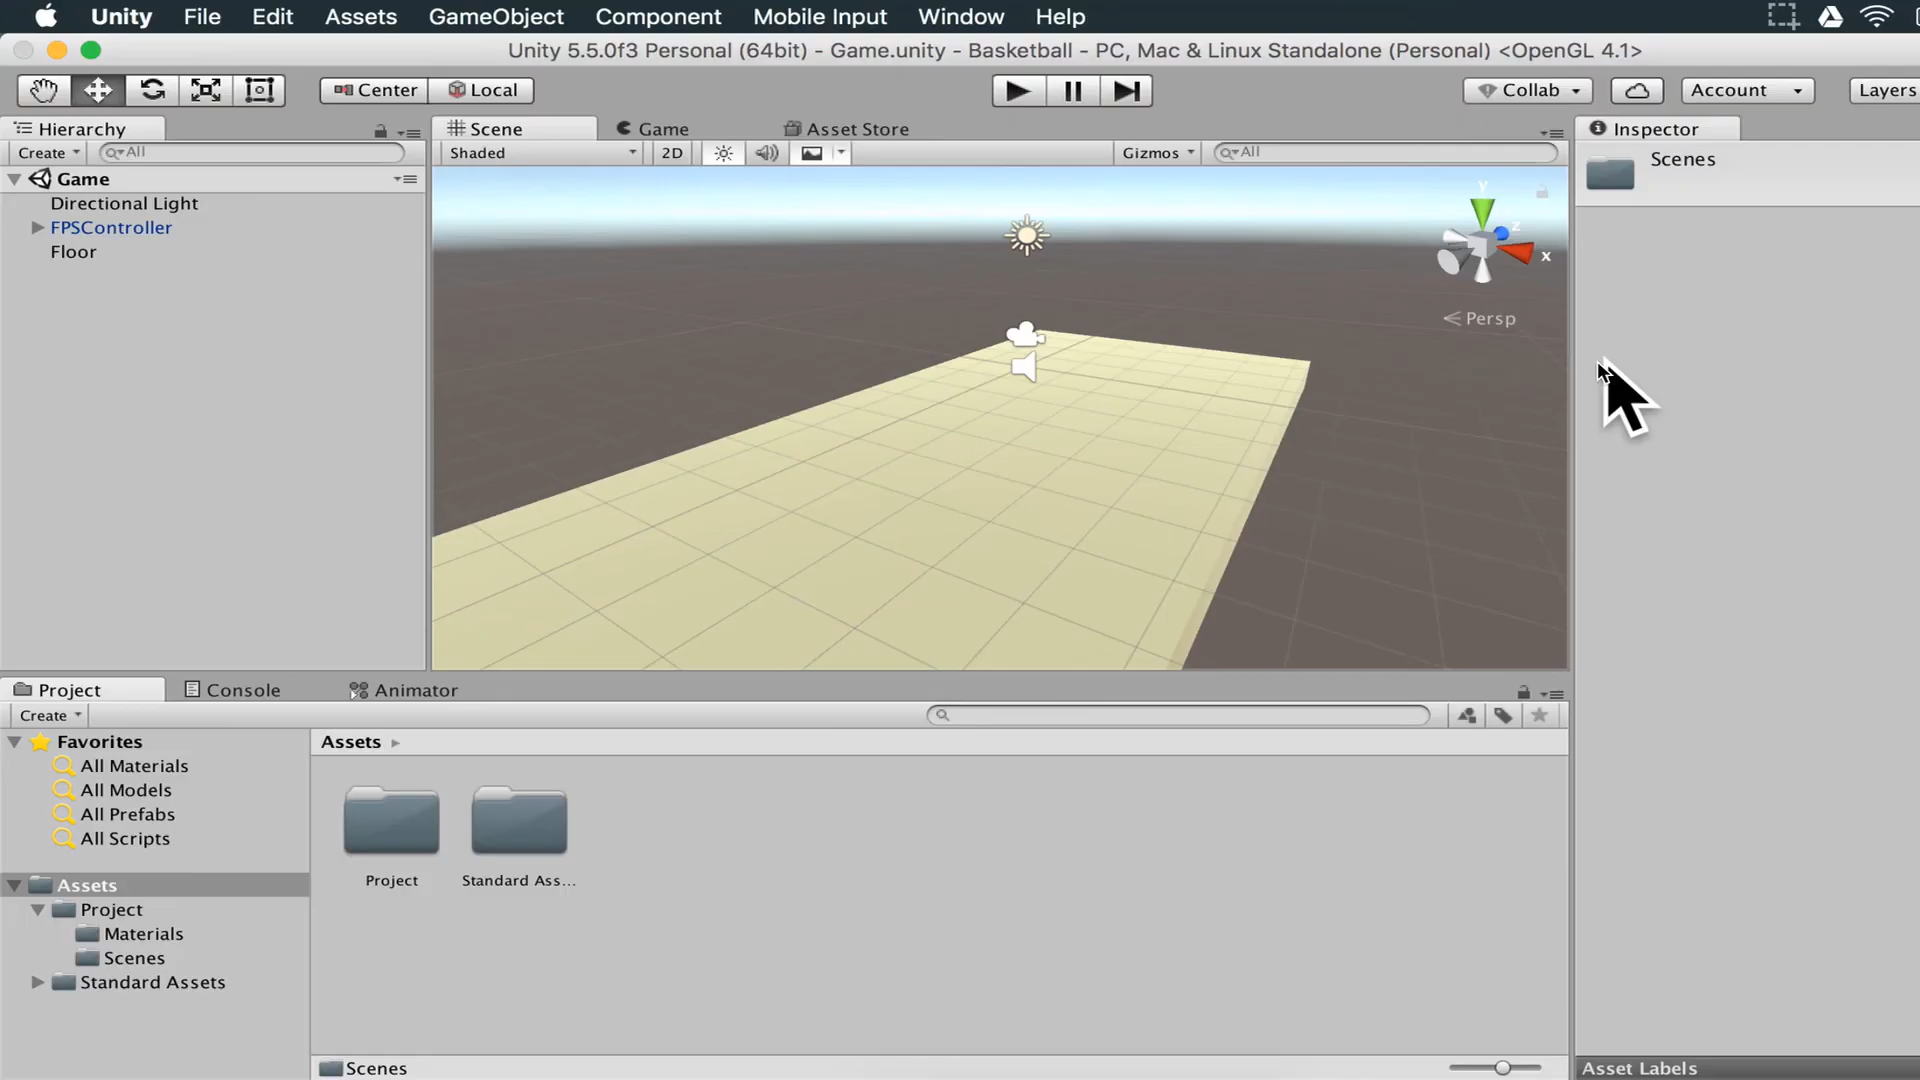 Unity File Edit Assets GameObject Component Mobile Input Window Help
Unity 5.5.0f3 Personal (64bit) - Game.unity - Basketball - PC, Mac & Linux Standalone (Personal) <OpenGL 4.1>
Center Local Collab Account Layers
Hierarchy
Create All
Game
Directional Light
FPSController
Floor
Scene Game Asset Store
Shaded 2D Gizmos All
y
z
x
Persp
Inspector
Scenes
Project Console Animator
Create
Favorites
All Materials
All Models
All Prefabs
All Scripts
Assets
Project
Materials
Scenes
Standard Assets
Assets
Project Standard Ass...
Scenes
Asset Labels